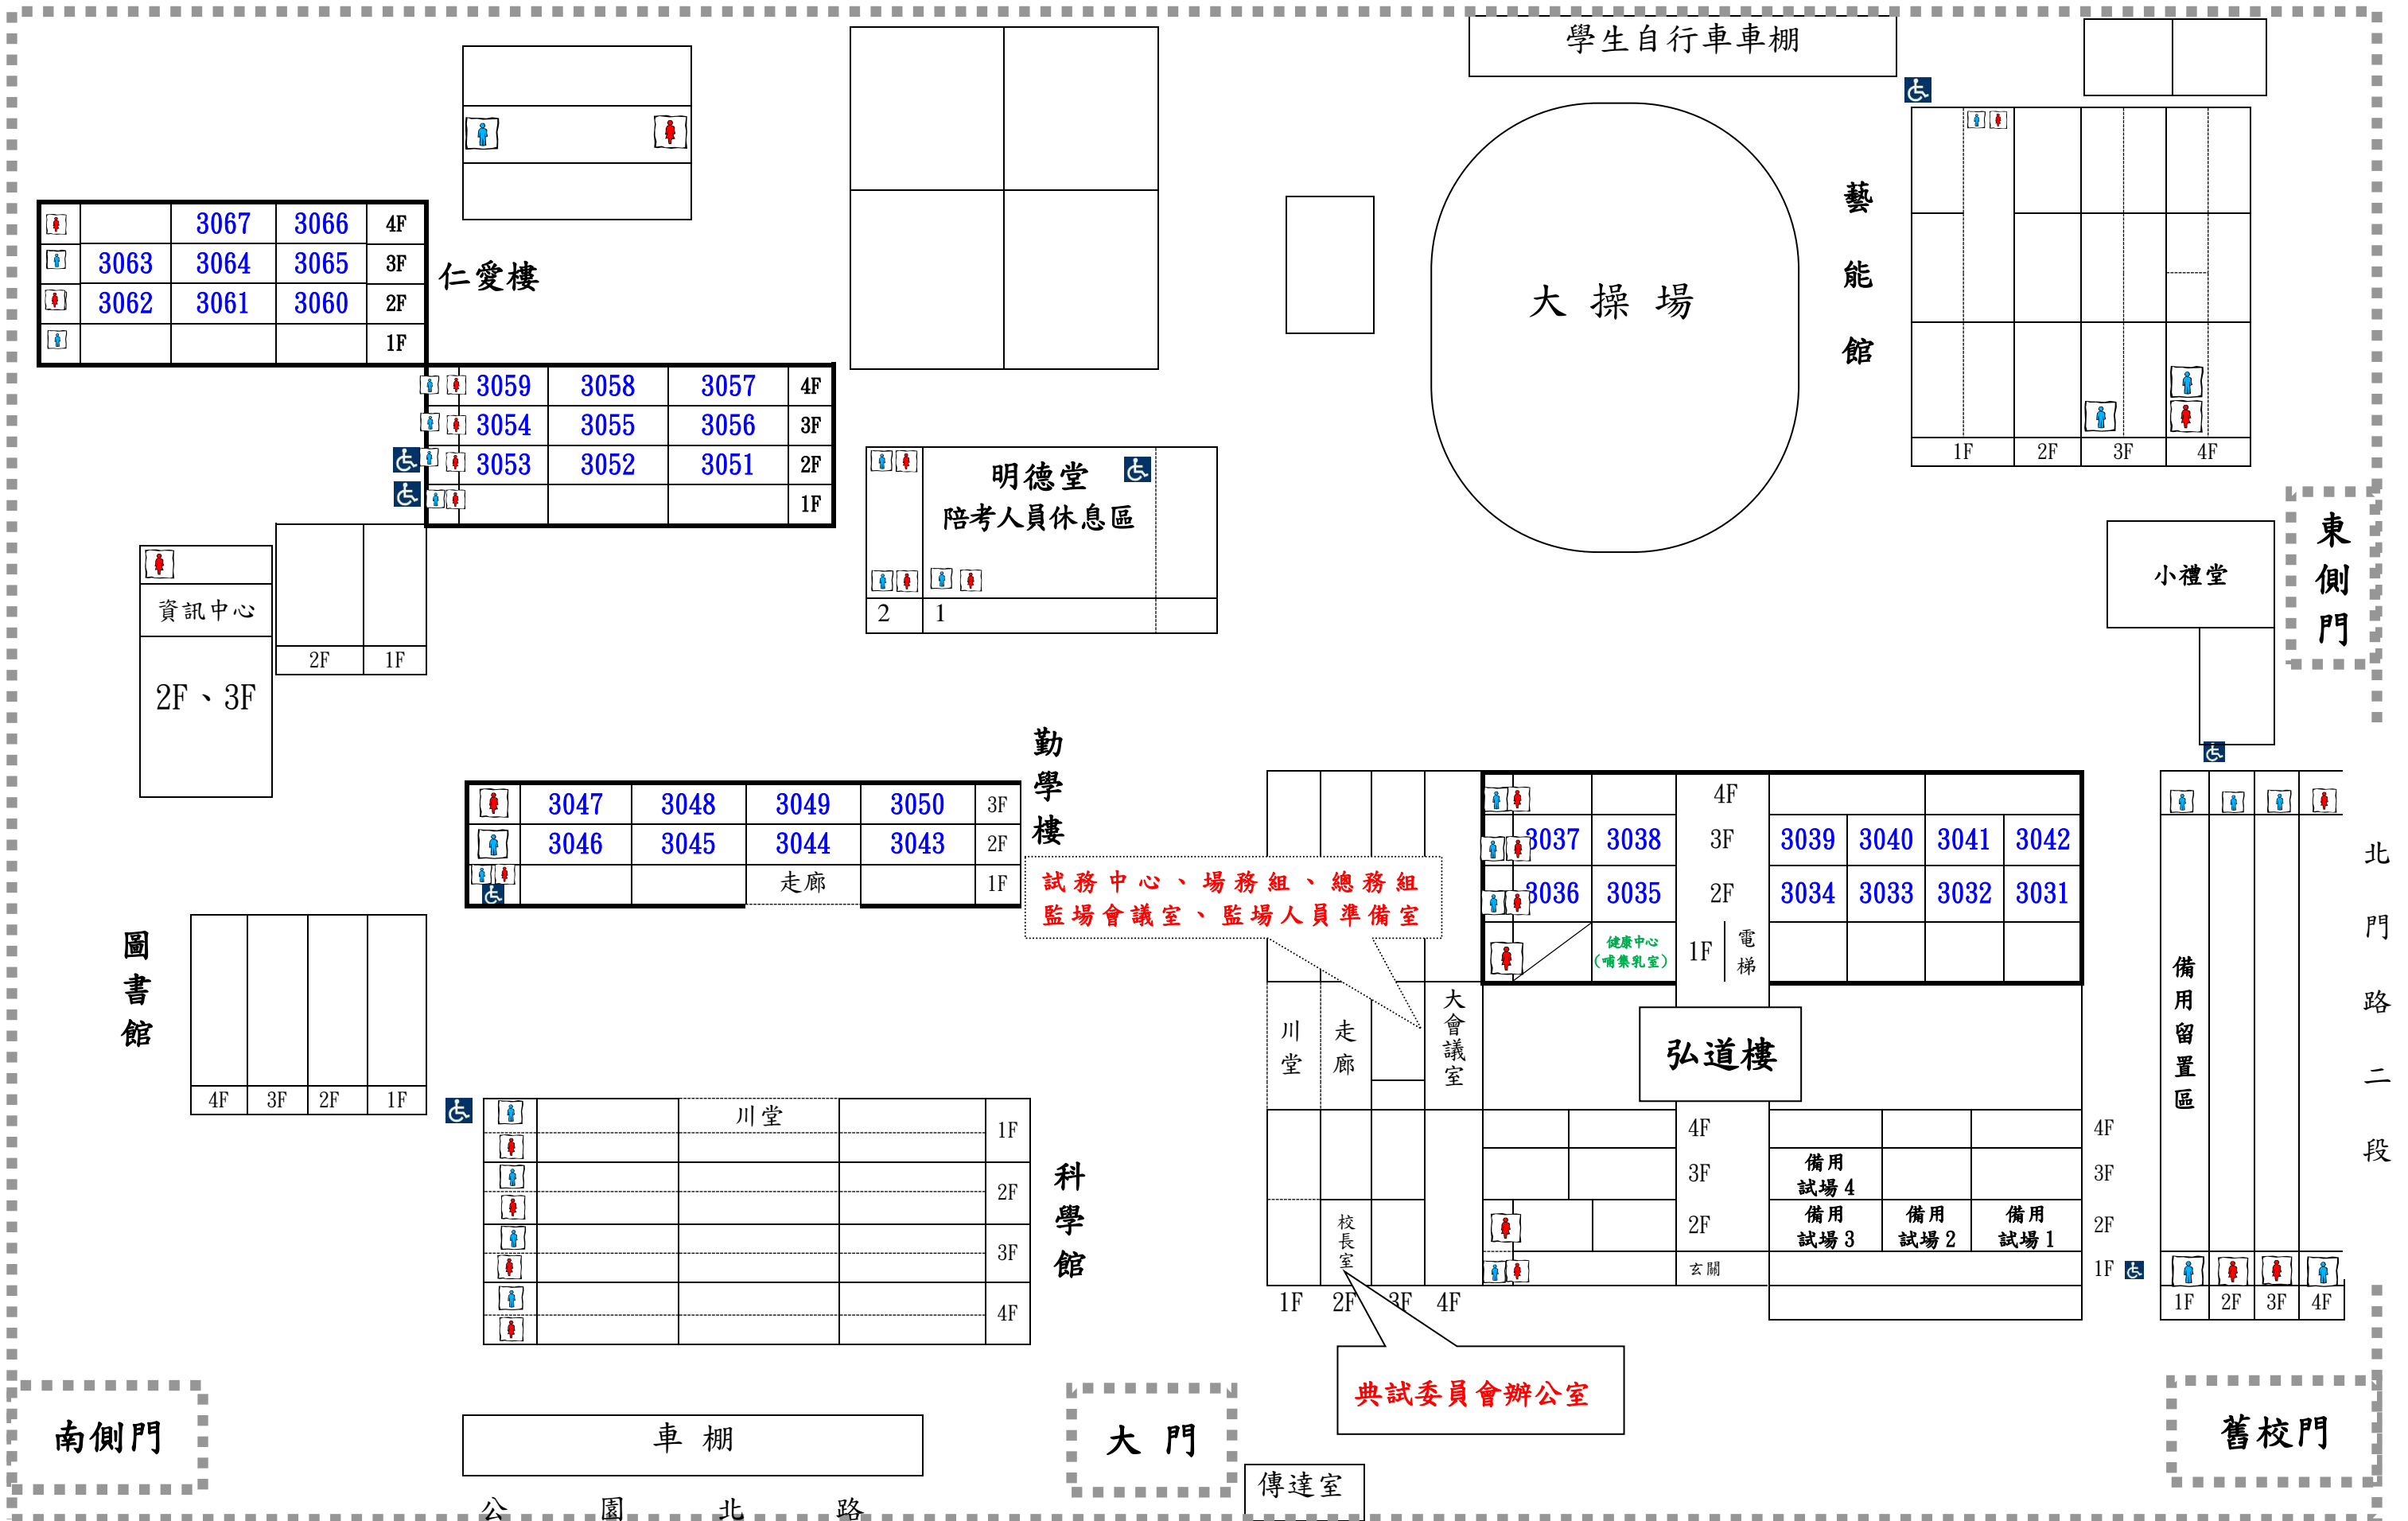 學生自行車車棚
3067 3066 4F
3063 3064 3065 3F
3062 3061 3060 2F
1F
仁愛樓
3059 3058 3057 4F
3054 3055 3056 3F
3053 3052 3051 2F
1F
大操場
藝能館
1F 2F 3F 4F
明德堂
陪考人員休息區
2 1
東側門
小禮堂
資訊中心
2F、3F
2F 1F
勤學樓
3047 3048 3049 3050 3F
3046 3045 3044 3043 2F
走廊 1F
試務中心、場務組、總務組
監場會議室、監場人員準備室
4F
3037 3038 3F 3039 3040 3041 3042
3036 3035 2F 3034 3033 3032 3031
健康中心
(哺集乳室)
1F 電梯
川堂
走廊
大會議室
弘道樓
4F 4F
3F 備用
試場4 3F
2F 備用
試場3 備用
試場2 備用
試場1 2F
校長室
玄關 1F
1F 2F 3F 4F
典試委員會辦公室
備用留置區
1F 2F 3F 4F
北門路二段
圖書館
4F 3F 2F 1F
川堂 1F
2F
3F
4F
科學館
南側門
車棚
大門
傳達室
舊校門
公園北路